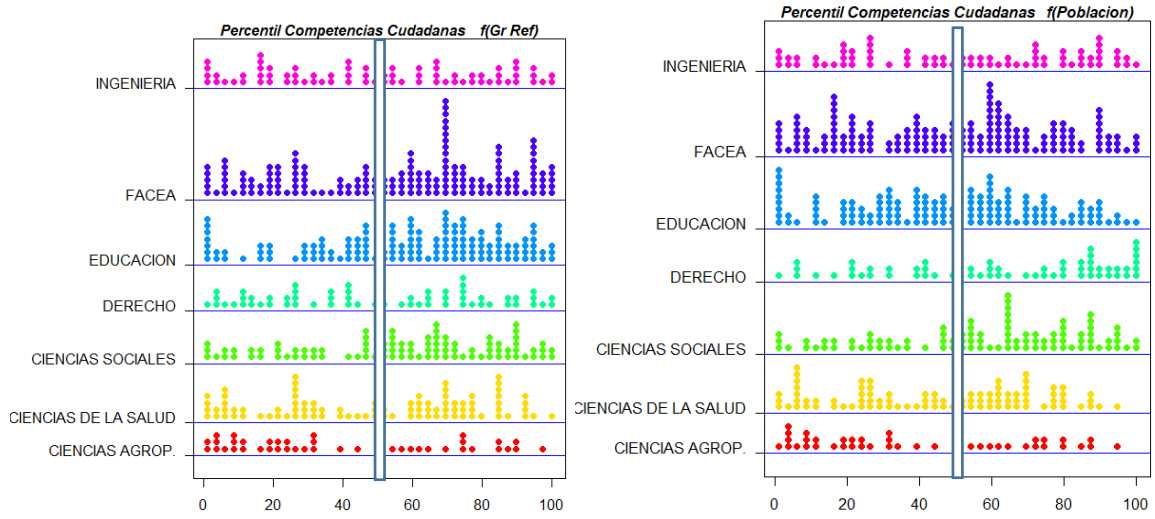 Percentil Competencias Cudadanas f(Gr Ref)
INGENIERIA
FACEA
EDUCACION
DERECHO
CIENCIAS SOCIALES
CIENCIAS DE LA SALUD
CIENCIAS AGROP.
0 20 40 60 80 100
Percentil Competencias Cudadanas f(Poblacion)
INGENIERIA
FACEA
EDUCACION
DERECHO
CIENCIAS SOCIALES
CIENCIAS DE LA SALUD
CIENCIAS AGROP.
0 20 40 60 80 100